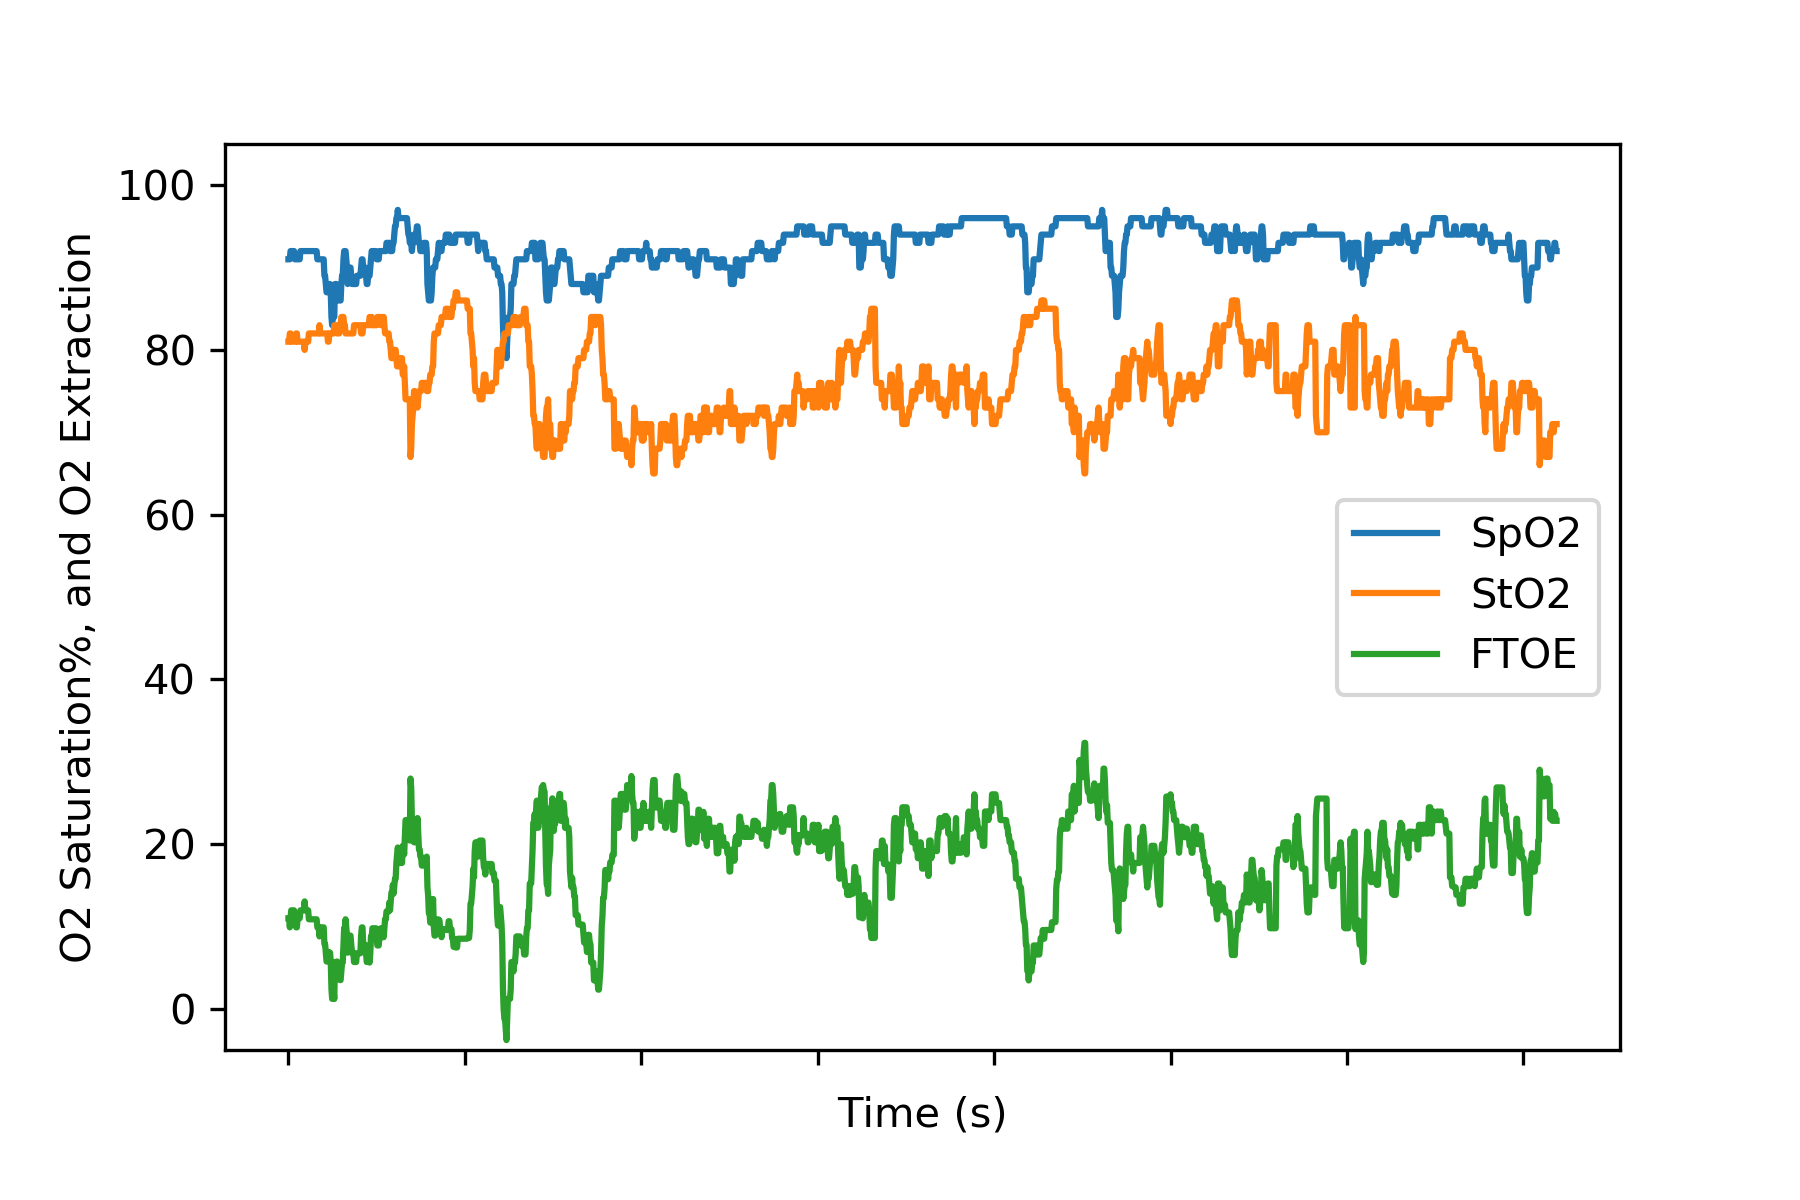 O2 Saturation%, and O2 Extraction
100
80
60
40
20
0
SpO2
StO2
FTOE
Time (s)